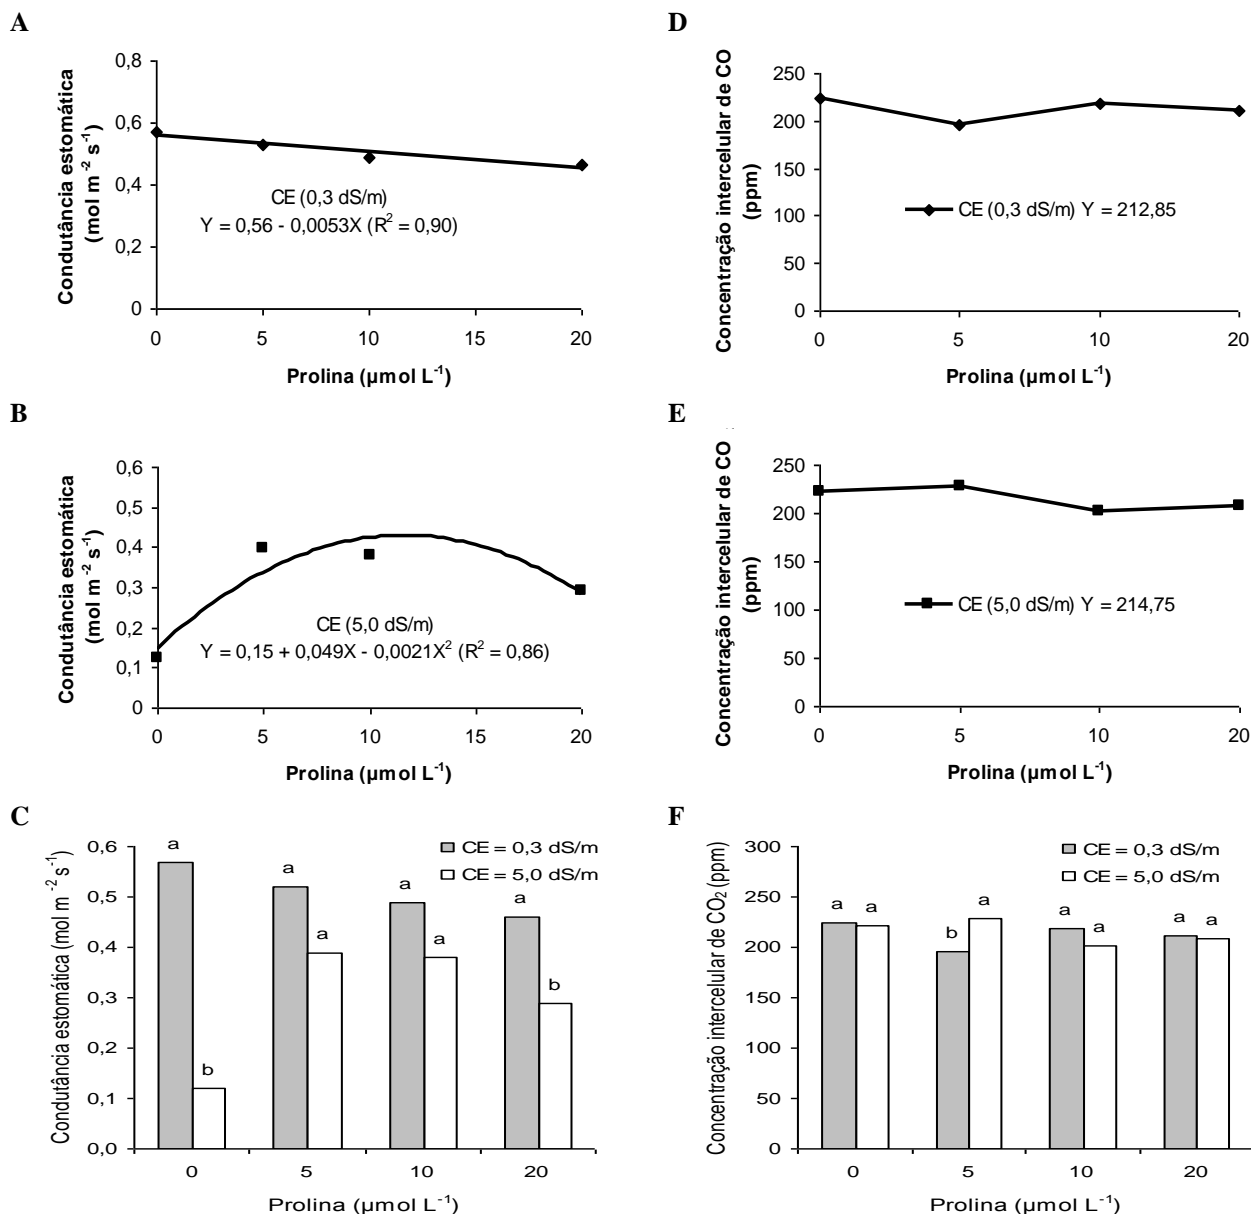 A
Condutância estomática
(mol m⁻² s⁻¹)
0,8
0,6
0,4
0,2
0
CE (0,3 dS/m)
Y = 0,56 - 0,0053X (R² = 0,90)
0 5 10 15 20
Prolina (µmol L⁻¹)
B
Condutância estomática
(mol m⁻² s⁻¹)
0,6
0,5
0,4
0,3
0,2
0,1
0
CE (5,0 dS/m)
Y = 0,15 + 0,049X - 0,0021X² (R² = 0,86)
0 5 10 15 20
Prolina (µmol L⁻¹)
C
Condutância estomática (mol m⁻² s⁻¹)
0,6
0,5
0,4
0,3
0,2
0,1
0,0
CE = 0,3 dS/m
CE = 5,0 dS/m
a b
a a
a a
a b
0 5 10 20
Prolina (µmol L⁻¹)
D
Concentração intercelular de CO
(ppm)
250
200
150
100
50
0
CE (0,3 dS/m) Y = 212,85
0 5 10 20
Prolina (µmol L⁻¹)
E
Concentração intercelular de CO
(ppm)
250
200
150
100
50
0
CE (5,0 dS/m) Y = 214,75
0 5 10 20
Prolina (µmol L⁻¹)
F
Concentração intercelular de CO₂ (ppm)
300
250
200
150
100
50
0
CE = 0,3 dS/m
CE = 5,0 dS/m
a a
b a
a a
a a
0 5 10 20
Prolina (µmol L⁻¹)